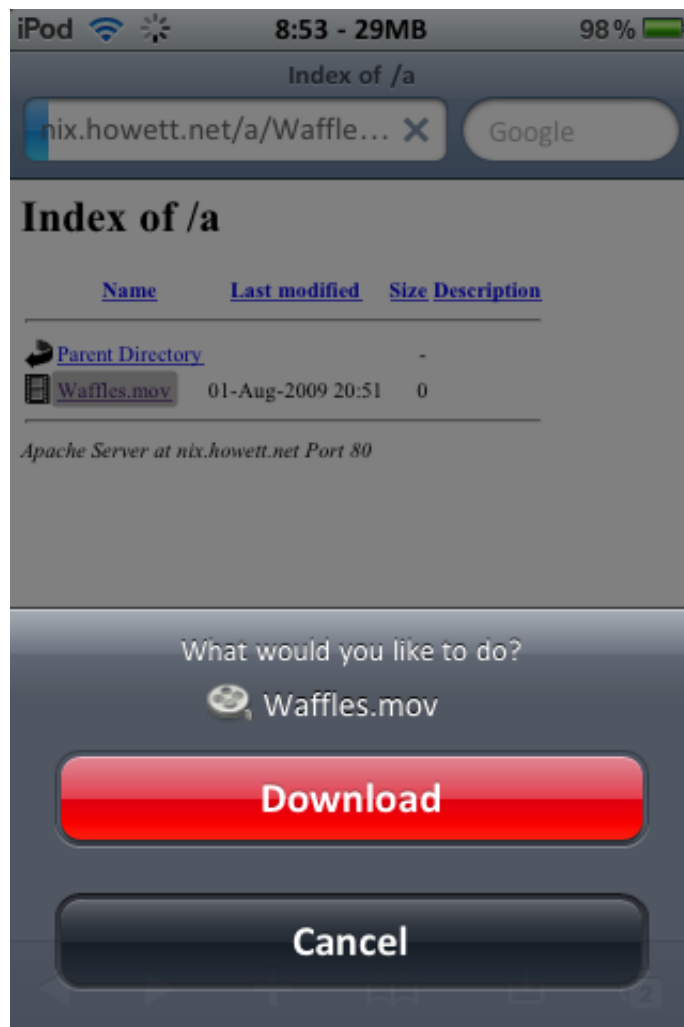 iPod 8:53 - 29MB 98%
Index of /a
nix.howett.net/a/Waffle... Google
Index of /a
Name Last modified Size Description
Parent Directory -
Waffles.mov 01-Aug-2009 20:51 0
Apache Server at nix.howett.net Port 80
What would you like to do?
Waffles.mov
Download
Cancel
2